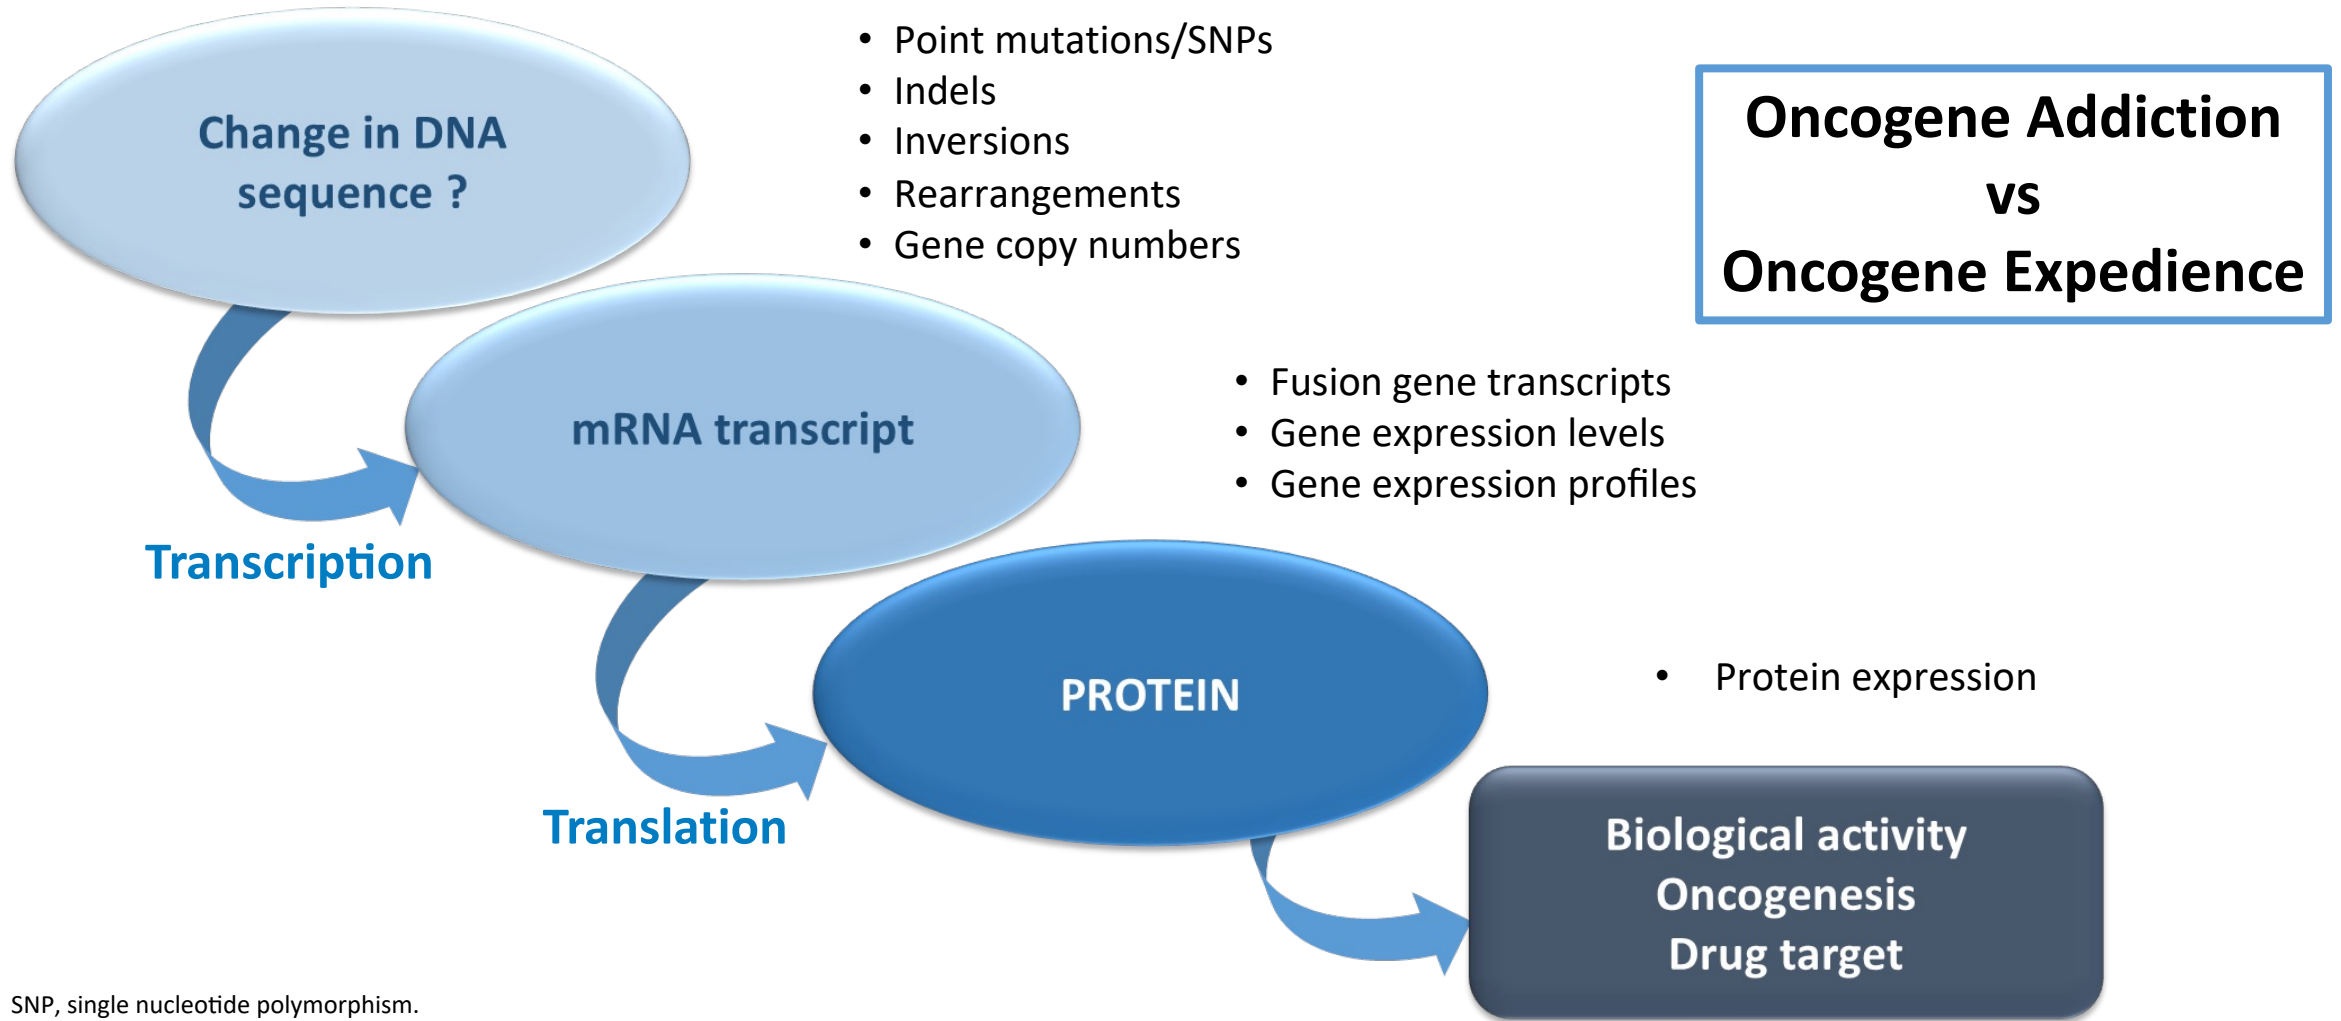 Change in DNA
sequence ?
• Point mutations/SNPs
• Indels
• Inversions
• Rearrangements
• Gene copy numbers
Oncogene Addiction
vs
Oncogene Expedience
Transcription
mRNA transcript
• Fusion gene transcripts
• Gene expression levels
• Gene expression profiles
Translation
PROTEIN
• Protein expression
Biological activity
Oncogenesis
Drug target
SNP, single nucleotide polymorphism.